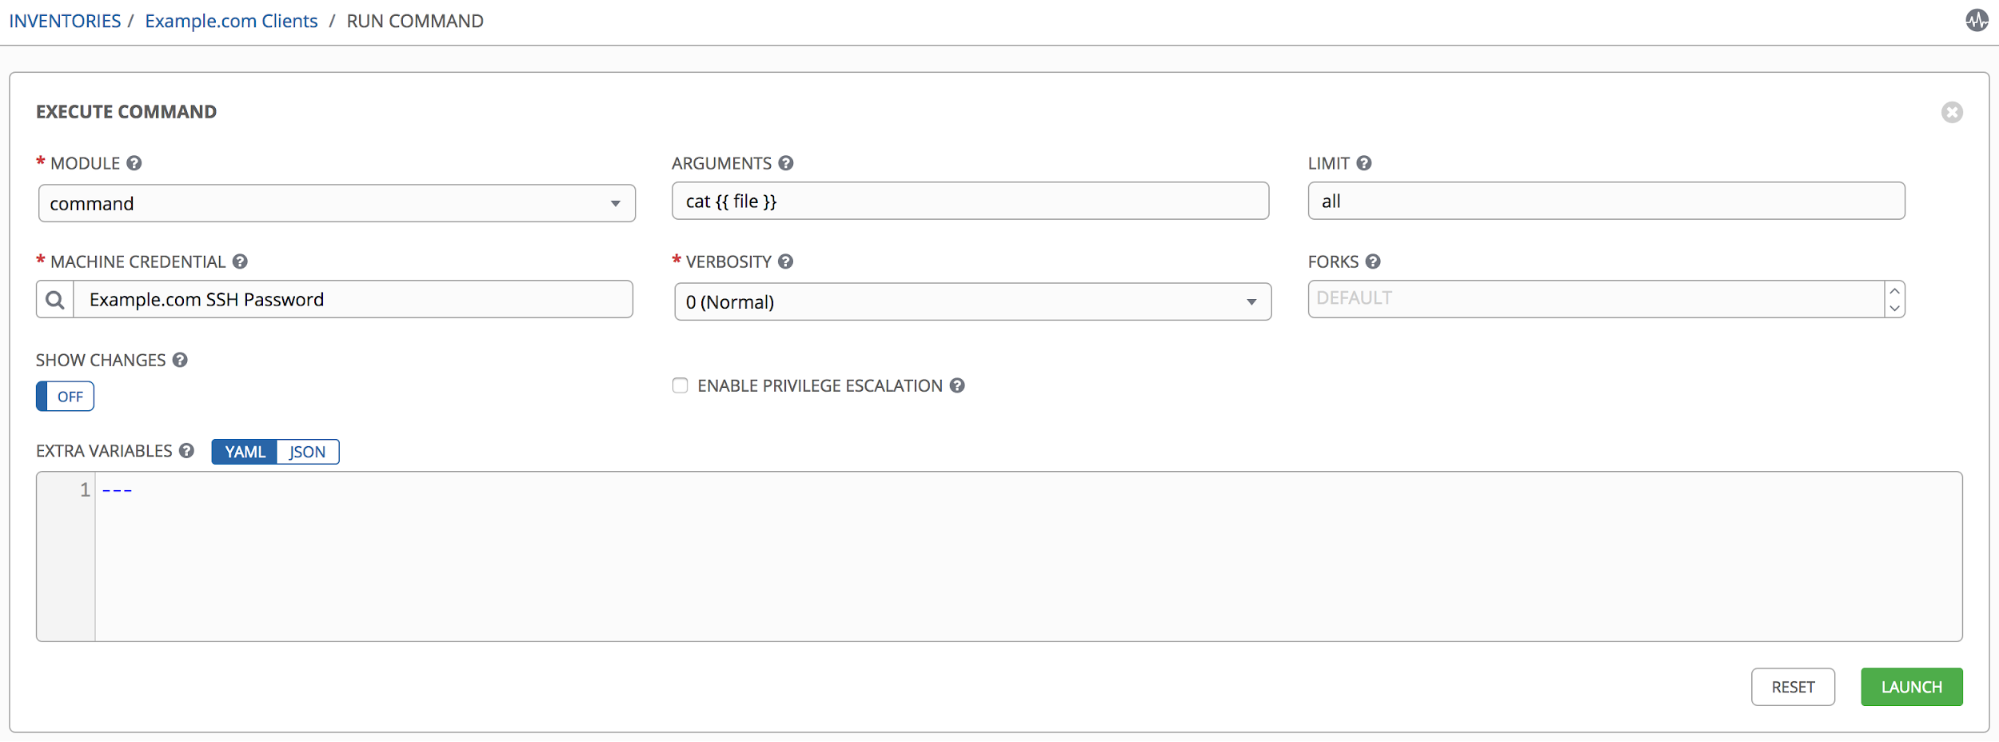 INVENTORIES / Example.com Clients / RUN COMMAND
EXECUTE COMMAND
* MODULE ?
command
ARGUMENTS ?
cat {{ file }}
LIMIT ?
all
* MACHINE CREDENTIAL ?
Example.com SSH Password
* VERBOSITY ?
0 (Normal)
FORKS ?
DEFAULT
SHOW CHANGES ?
OFF
ENABLE PRIVILEGE ESCALATION ?
EXTRA VARIABLES ? YAML JSON
1 ---
RESET LAUNCH